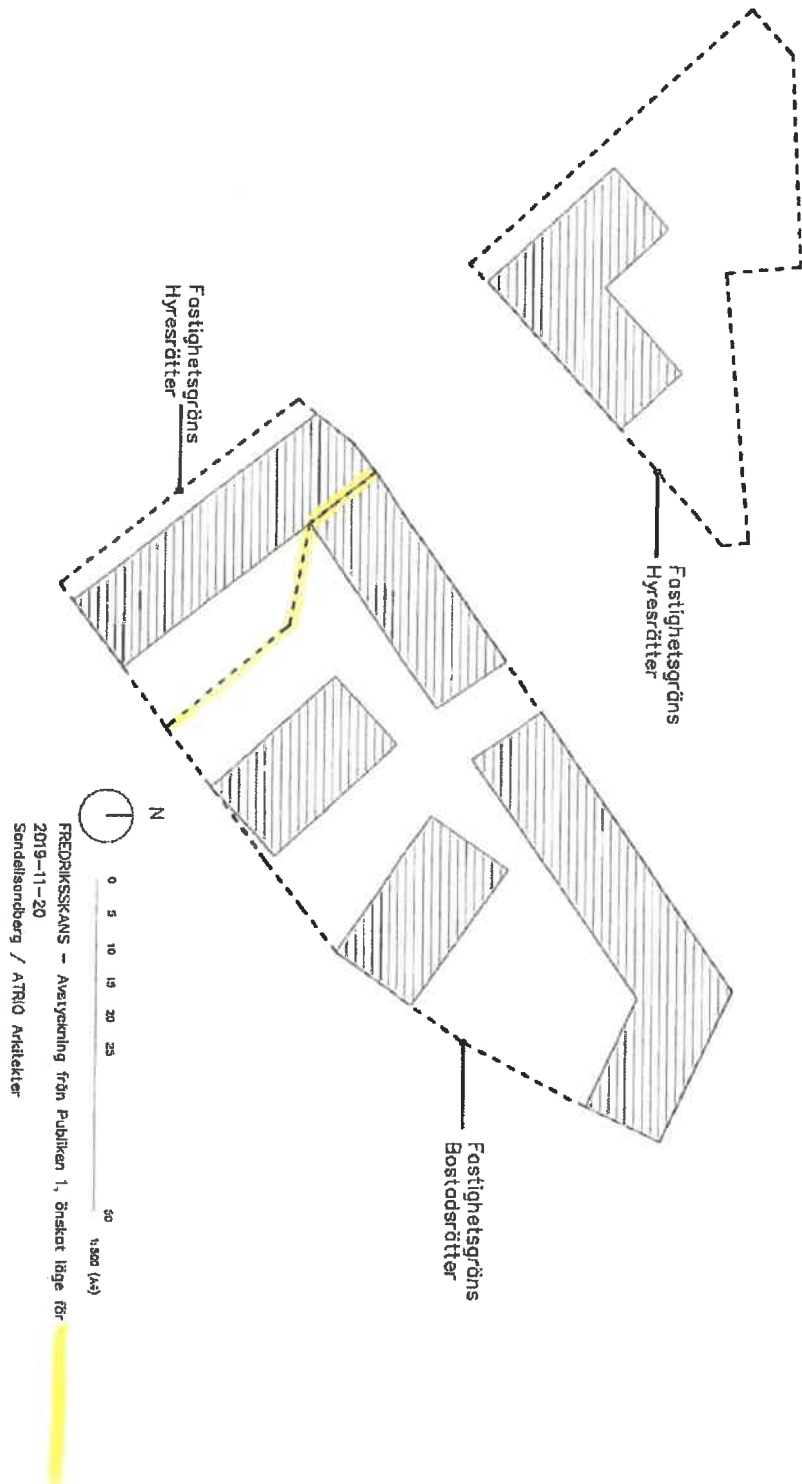 Fastighetsgräns
Hyresrätter
Fastighetsgräns
Hyresrätter
Fastighetsgräns
Bostadsrätter
N
0 5 10 15 20 25 50
1:500 (A4)
FREDRIKSSKANS - Avstyckning från Publiken 1, önskat läge för
2019-11-20
Sandellsandberg / ATRIO Arkitekter